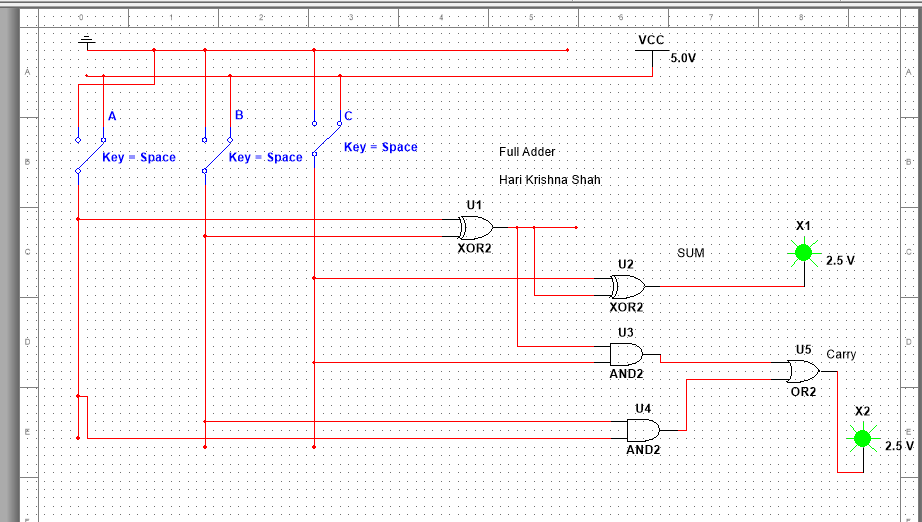 0 1 2 3 4 5 6 7 8
VCC
5.0V
A A
A B C
Key = Space Key = Space Key = Space
B B
Full Adder
Hari Krishna Shah
U1
XOR2
X1
2.5 V
C C
SUM
U2
XOR2
U3
AND2
D D
U5
OR2
Carry
U4
AND2
X2
2.5 V
E E
F F